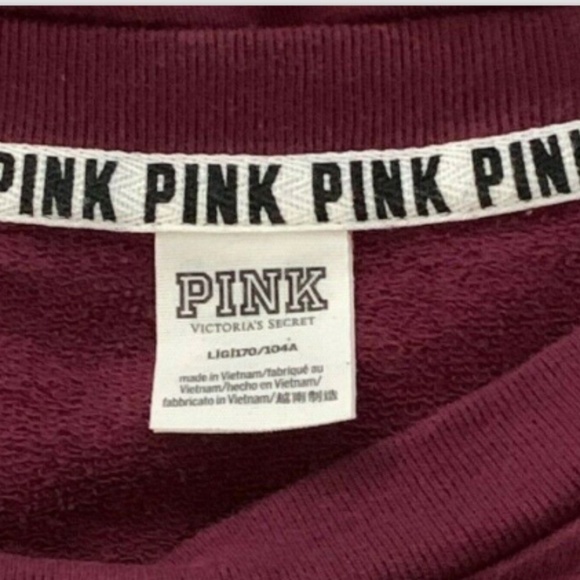 PINK PINK PINK PIN
PINK
VICTORIA'S SECRET
L|G|170/104A
made in Vietnam/fabriqué au
Vietnam/hecho en Vietnam/
fabbricato in Vietnam/越南制造